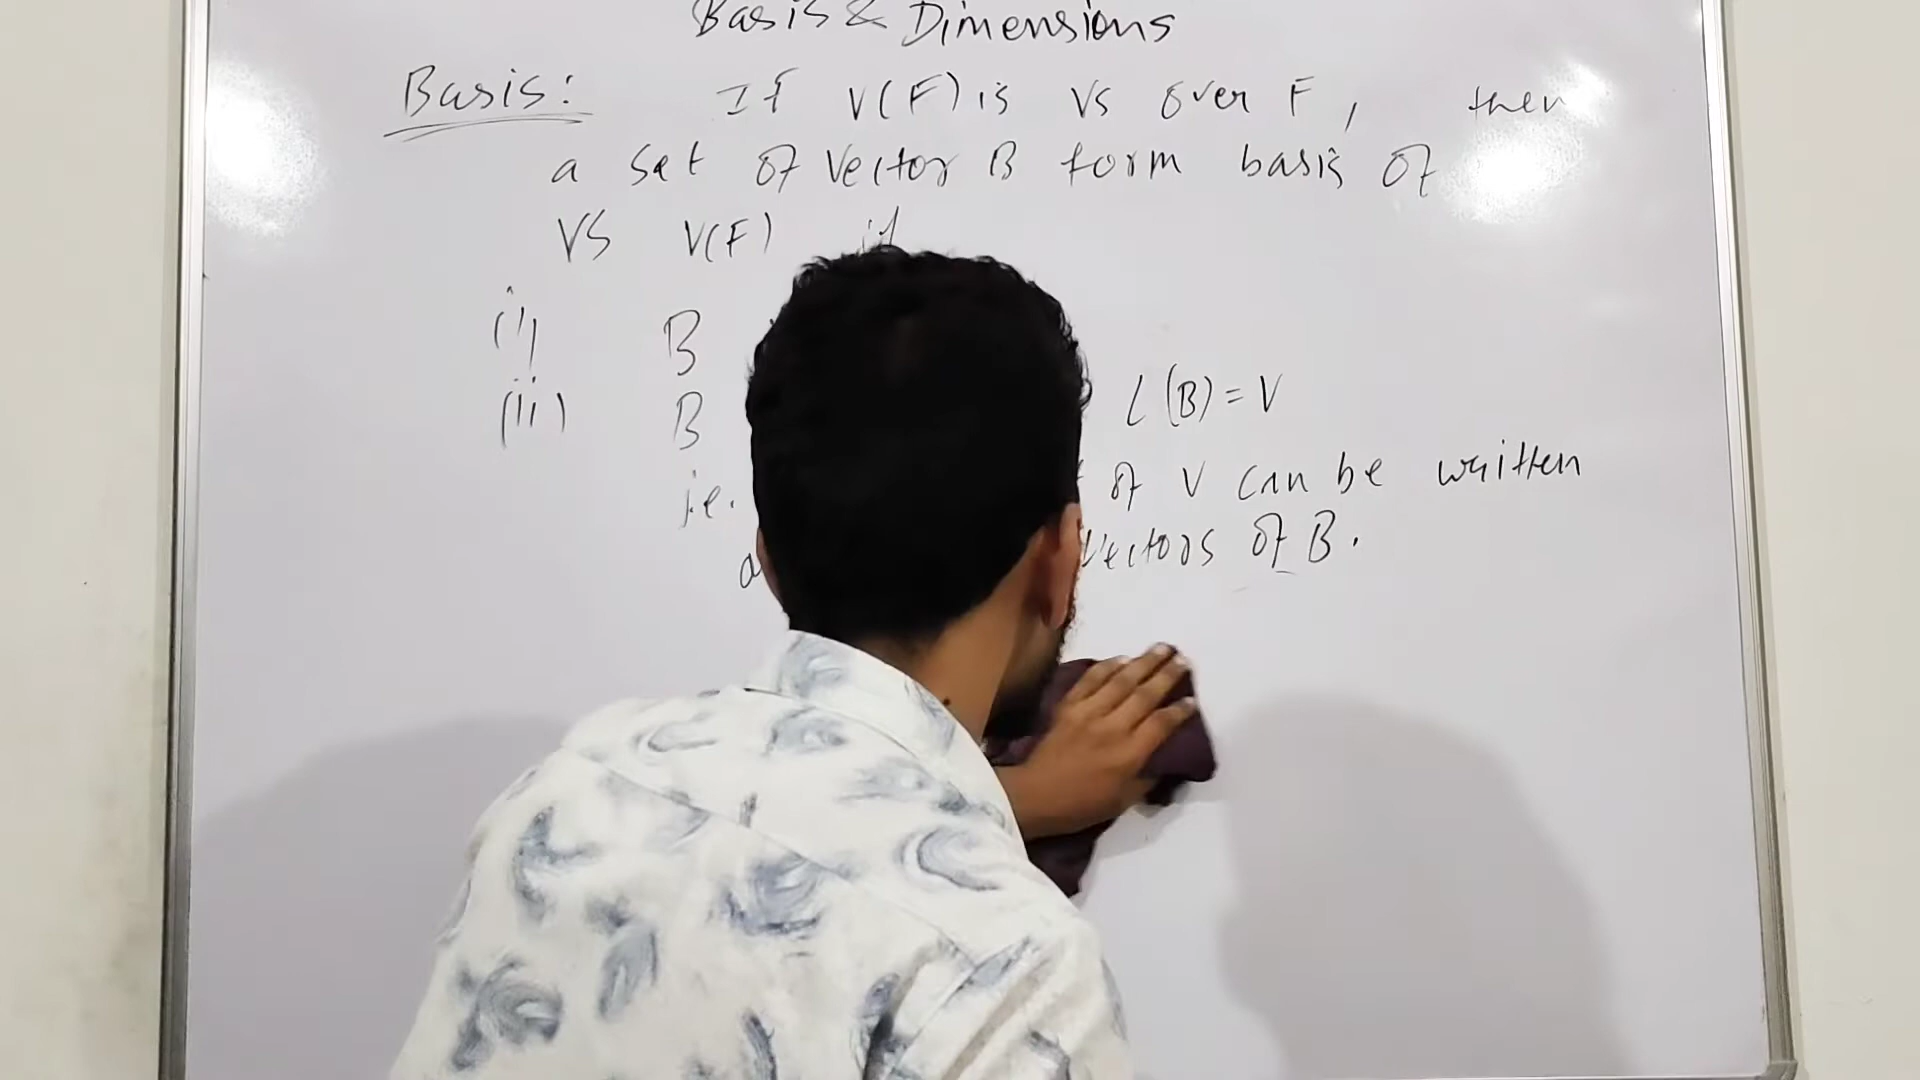 Basis & Dimensions
Basis: If V(F) is VS over F, then
a set of vector B form basis of
VS V(F) if
(i) B
(ii) B L(B) = V
i.e. of V can be written
vectors of B.